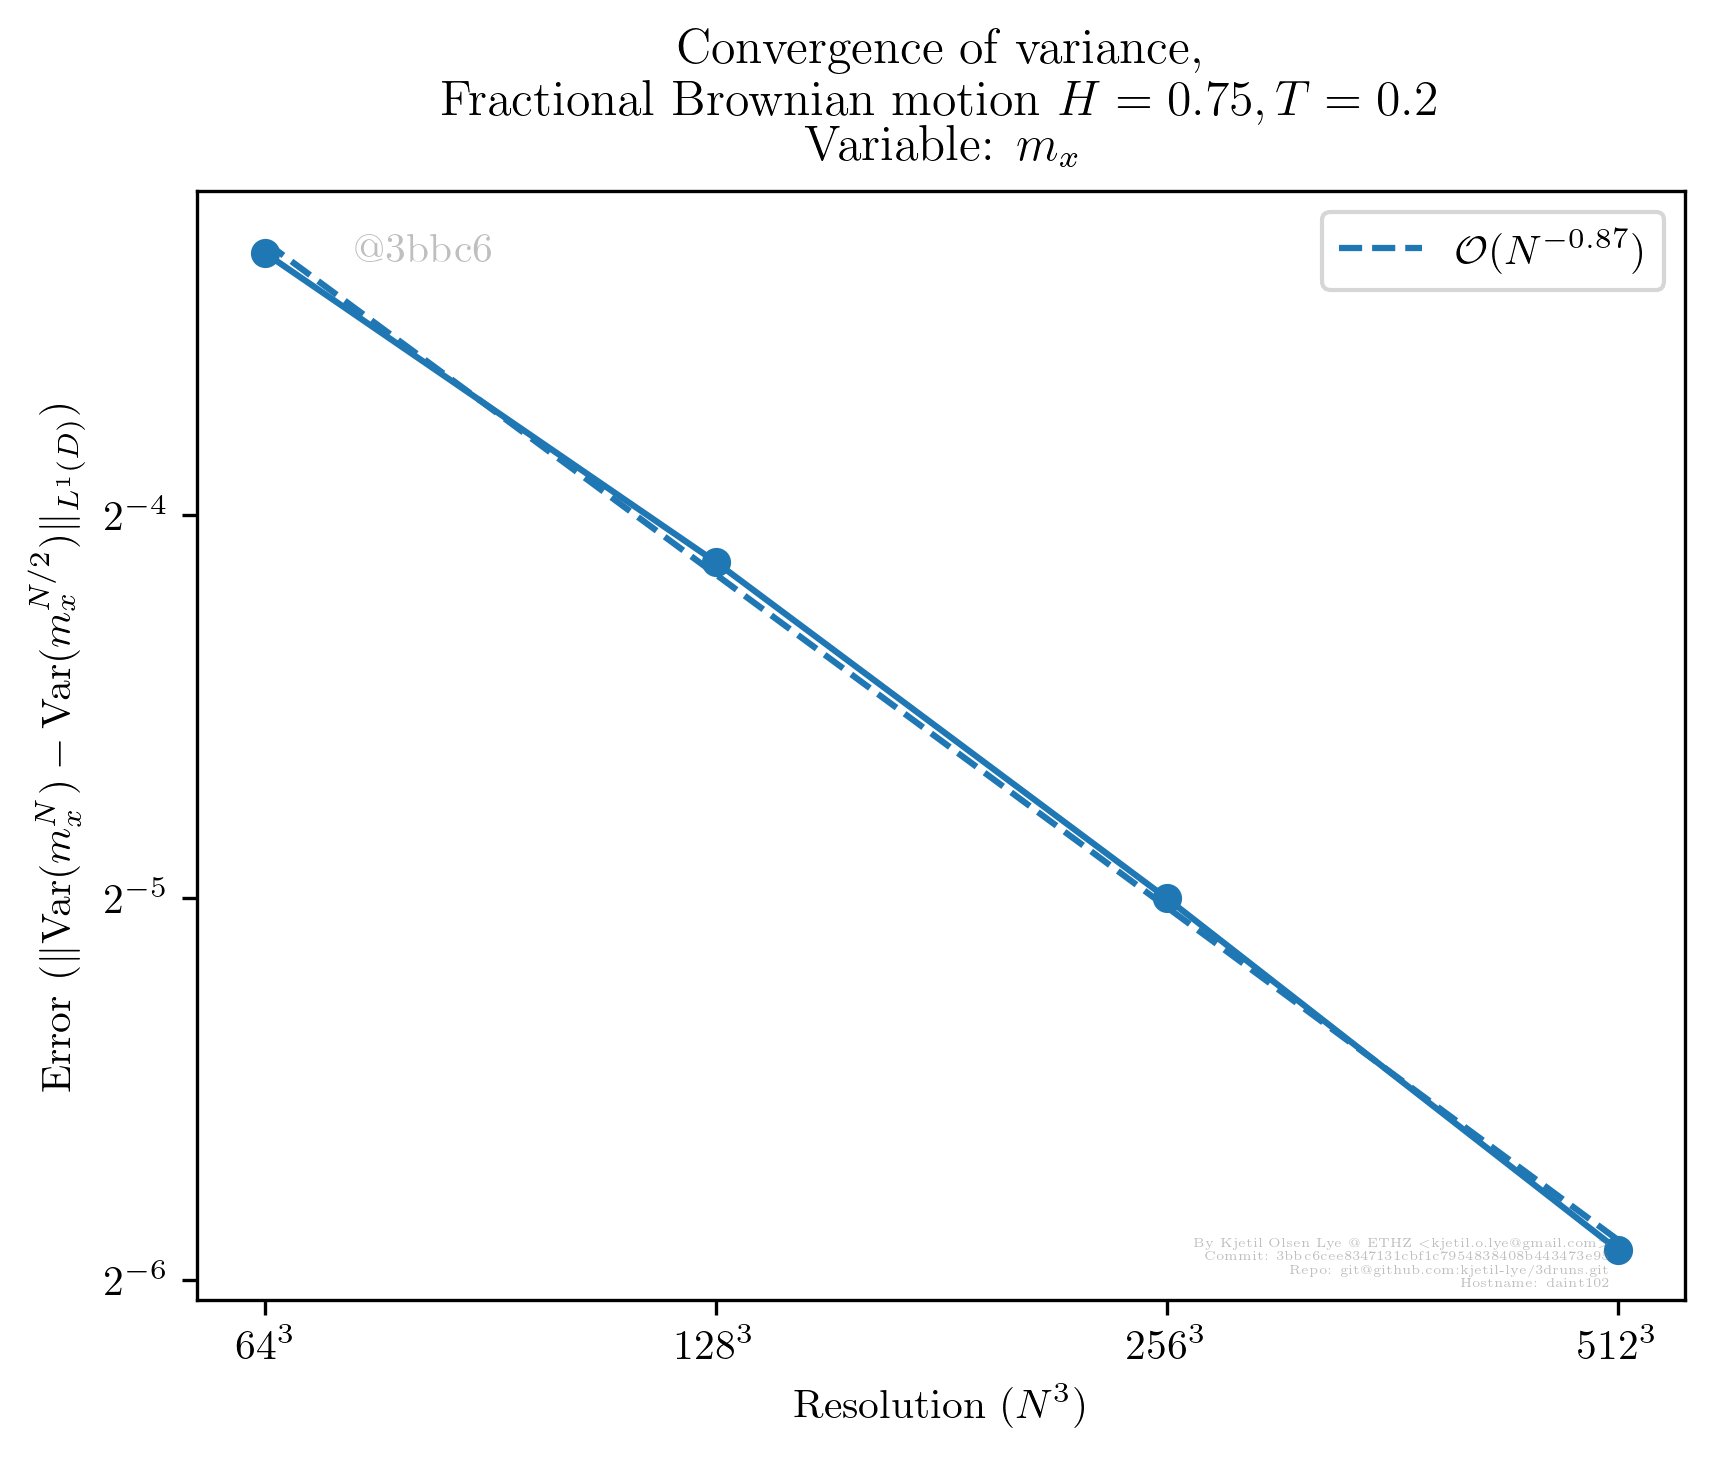 Convergence of variance,
Fractional Brownian motion H = 0.75, T = 0.2
Variable: m_x
@3bbc6
O(N^{-0.87})
Error (‖Var(m_x^N) − Var(m_x^{N/2})‖_{L^1(D)})
2^{-4}
2^{-5}
2^{-6}
By Kjetil Olsen Lye @ ETHZ <kjetil.o.lye@gmail.com
Commit:
Repo: git@github.com:kjetil-lye/3druns.git
Hostname: daint102
64^3 128^3 256^3 512^3
Resolution (N^3)